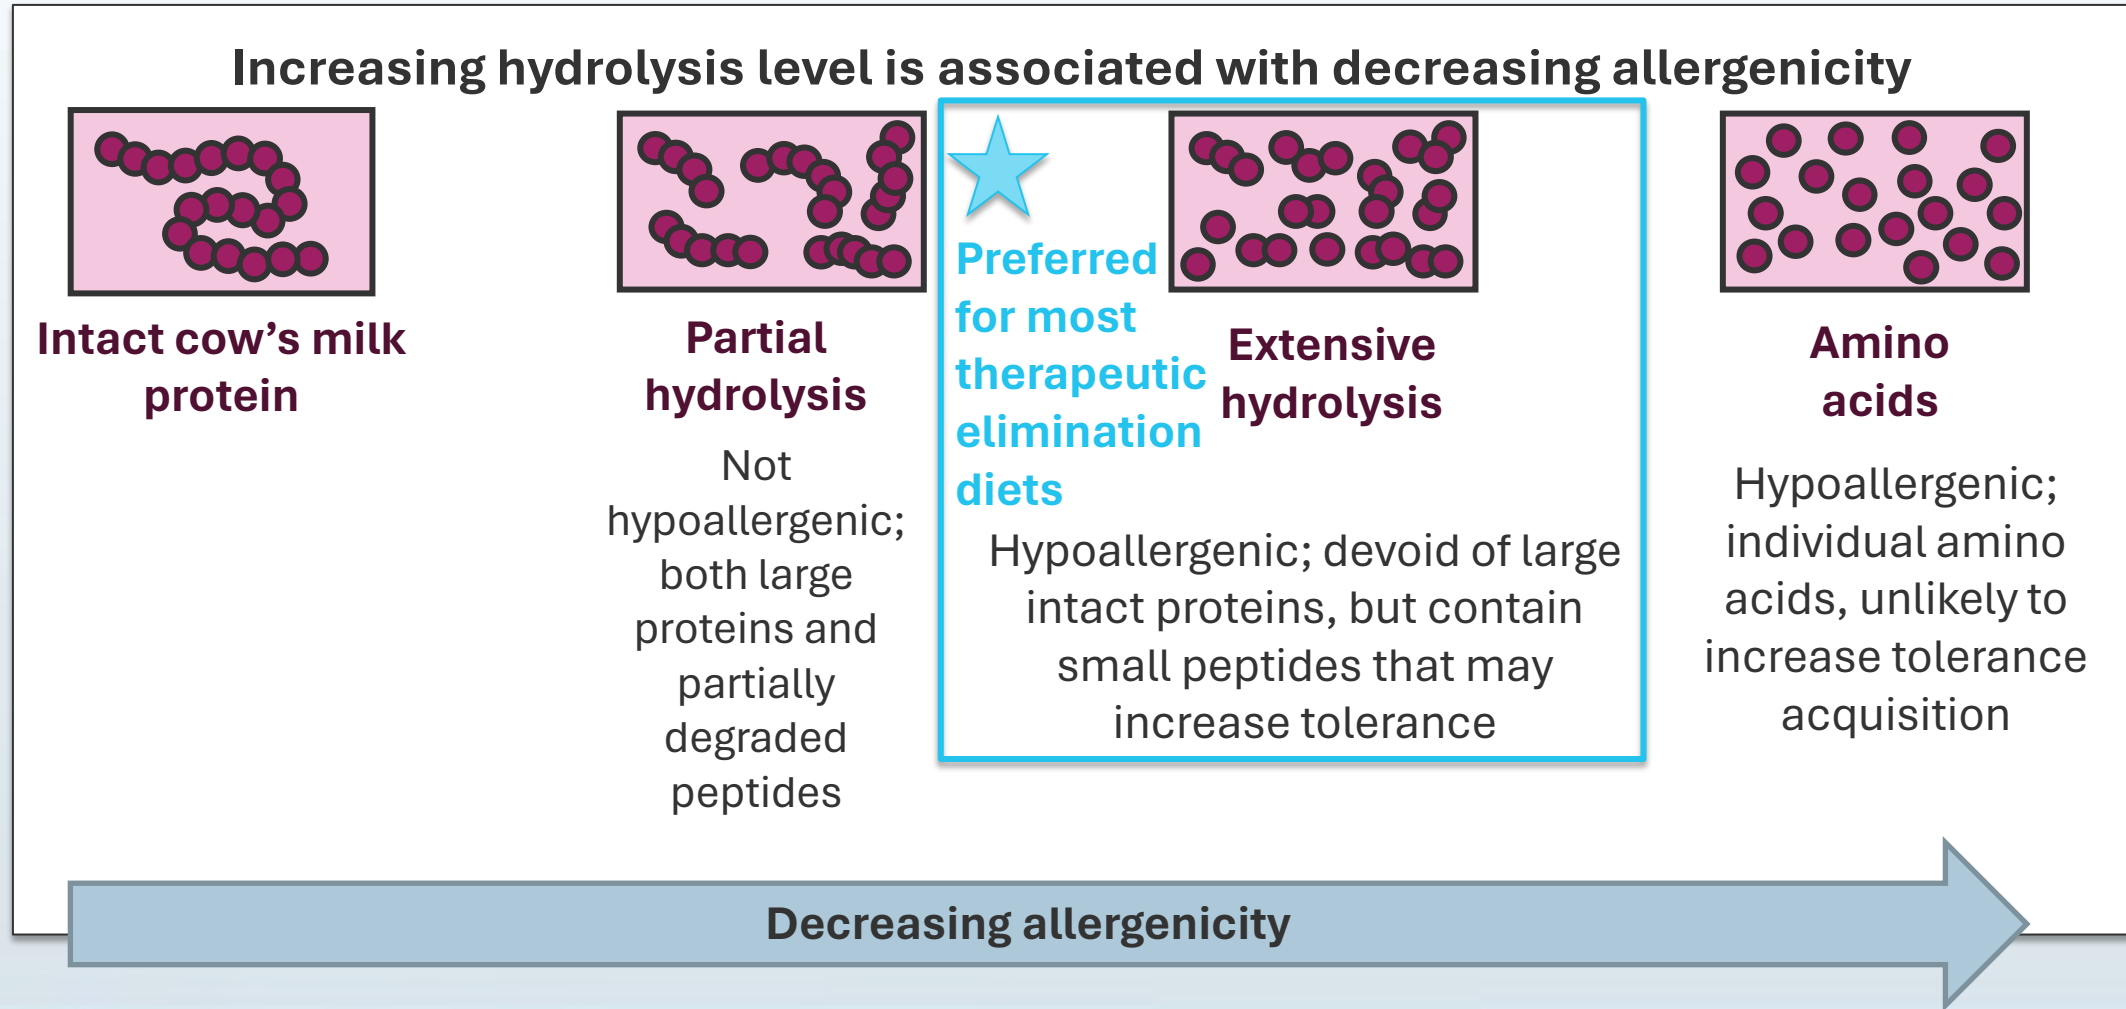 Increasing hydrolysis level is associated with decreasing allergenicity
Intact cow's milk
protein
Partial
hydrolysis
Not
hypoallergenic;
both large
proteins and
partially
degraded
peptides
Preferred
for most
therapeutic
elimination
diets
Extensive
hydrolysis
Hypoallergenic; devoid of large
intact proteins, but contain
small peptides that may
increase tolerance
Amino
acids
Hypoallergenic;
individual amino
acids, unlikely to
increase tolerance
acquisition
Decreasing allergenicity